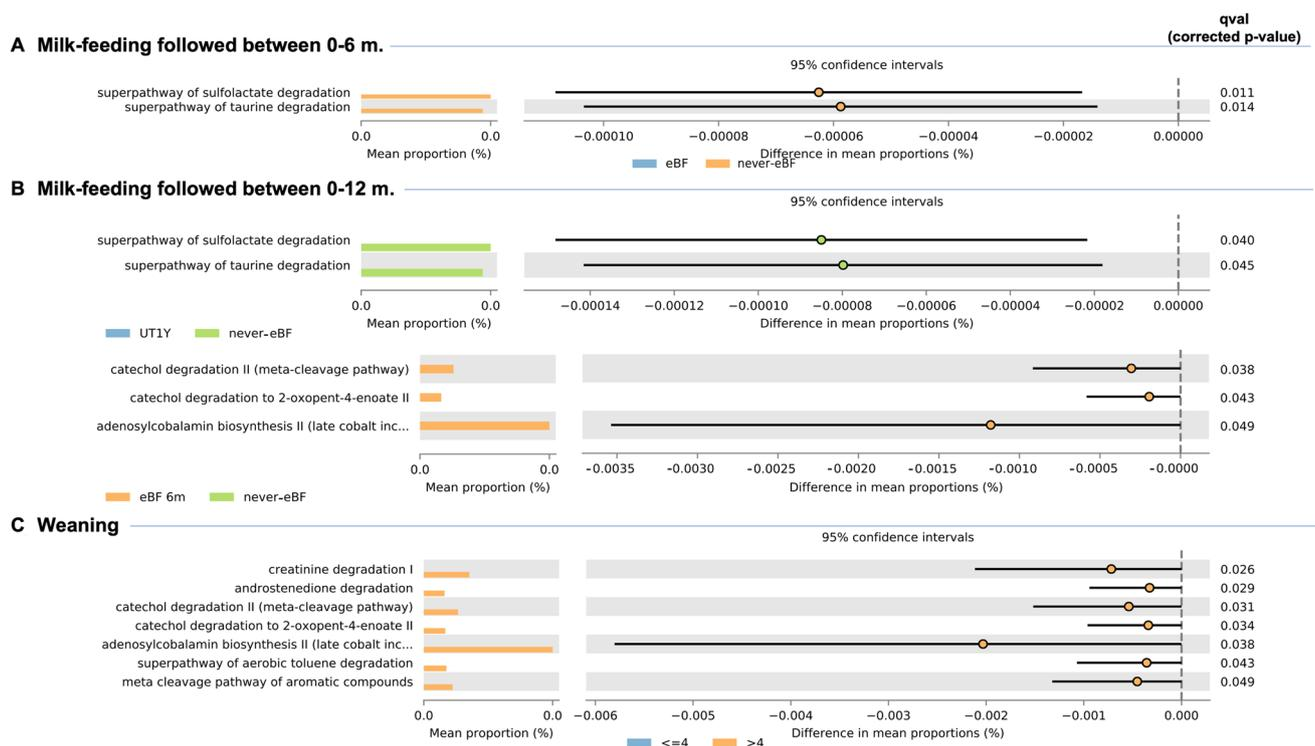 qval
(corrected p-value)
A Milk-feeding followed between 0-6 m.
95% confidence intervals
superpathway of sulfolactate degradation 0.011
superpathway of taurine degradation 0.014
0.0 0.0 −0.00010 −0.00008 −0.00006 −0.00004 −0.00002 0.00000
Mean proportion (%) Difference in mean proportions (%)
eBF never-eBF
B Milk-feeding followed between 0-12 m.
95% confidence intervals
superpathway of sulfolactate degradation 0.040
superpathway of taurine degradation 0.045
0.0 0.0 −0.00014 −0.00012 −0.00010 −0.00008 −0.00006 −0.00004 −0.00002 0.00000
Mean proportion (%) Difference in mean proportions (%)
UT1Y never-eBF
catechol degradation II (meta-cleavage pathway) 0.038
catechol degradation to 2-oxopent-4-enoate II 0.043
adenosylcobalamin biosynthesis II (late cobalt inc... 0.049
0.0 0.0 -0.0035 -0.0030 -0.0025 -0.0020 -0.0015 -0.0010 -0.0005 -0.0000
Mean proportion (%) Difference in mean proportions (%)
eBF 6m never-eBF
C Weaning
95% confidence intervals
creatinine degradation I 0.026
androstenedione degradation 0.029
catechol degradation II (meta-cleavage pathway) 0.031
catechol degradation to 2-oxopent-4-enoate II 0.034
adenosylcobalamin biosynthesis II (late cobalt inc... 0.038
superpathway of aerobic toluene degradation 0.043
meta cleavage pathway of aromatic compounds 0.049
0.0 0.0 −0.006 −0.005 −0.004 −0.003 −0.002 −0.001 0.000
Mean proportion (%) Difference in mean proportions (%)
<=4 >4